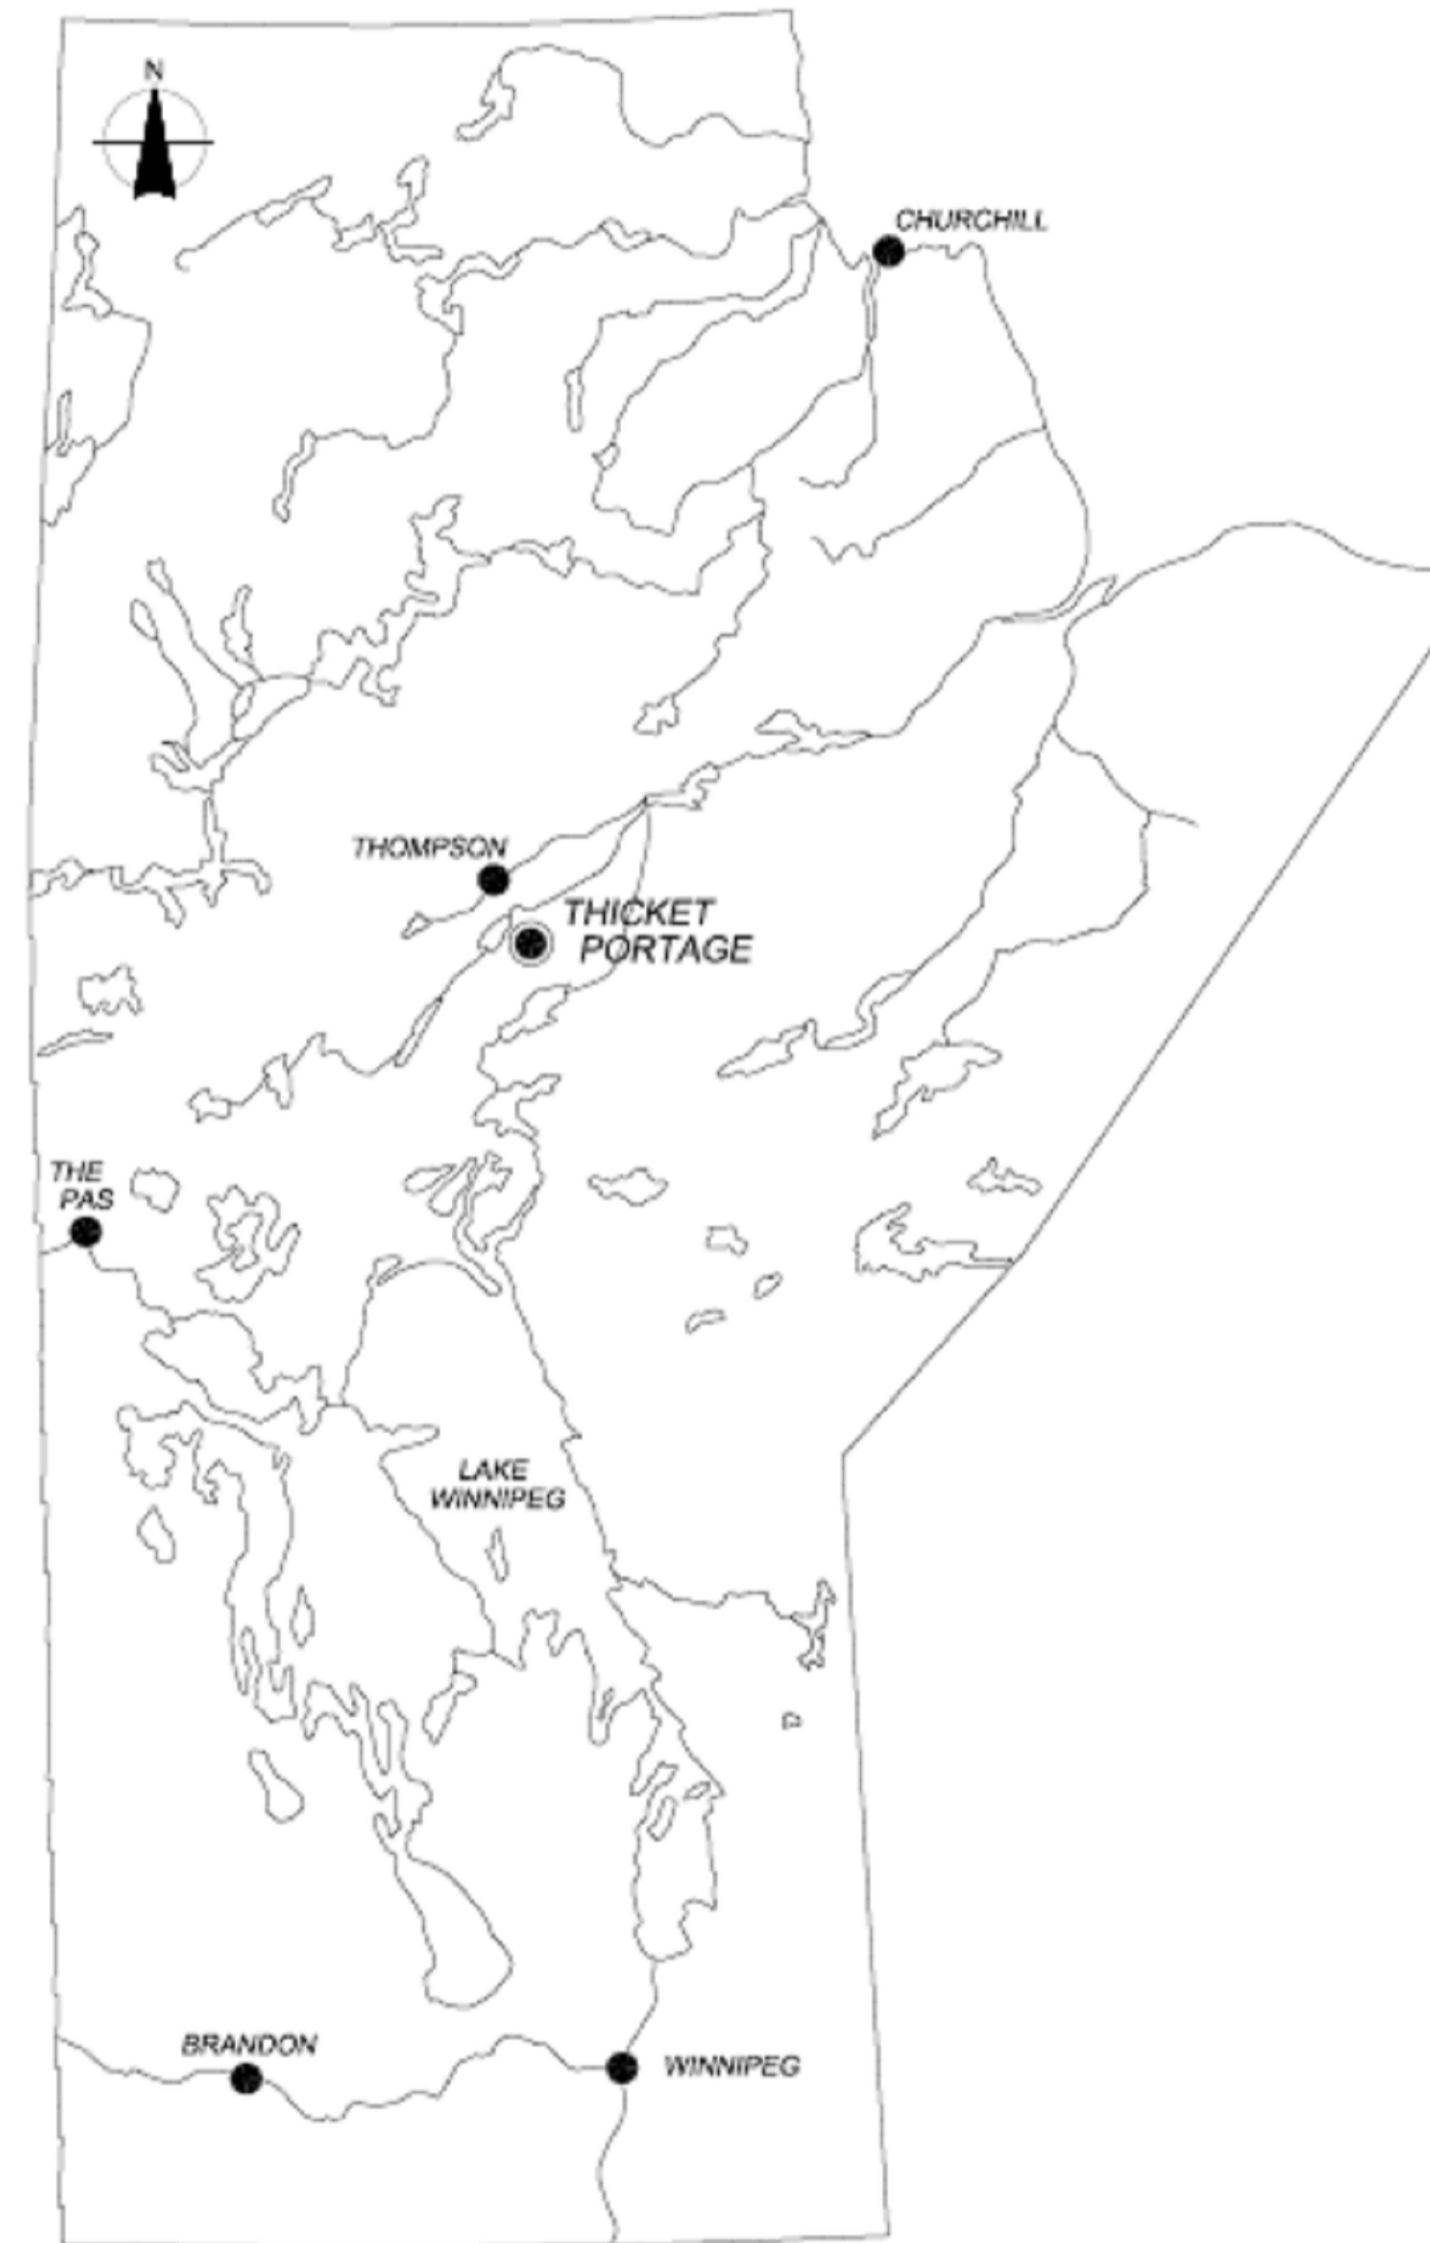 N
CHURCHILL
THOMPSON
THICKET
PORTAGE
THE
PAS
LAKE
WINNIPEG
BRANDON
WINNIPEG